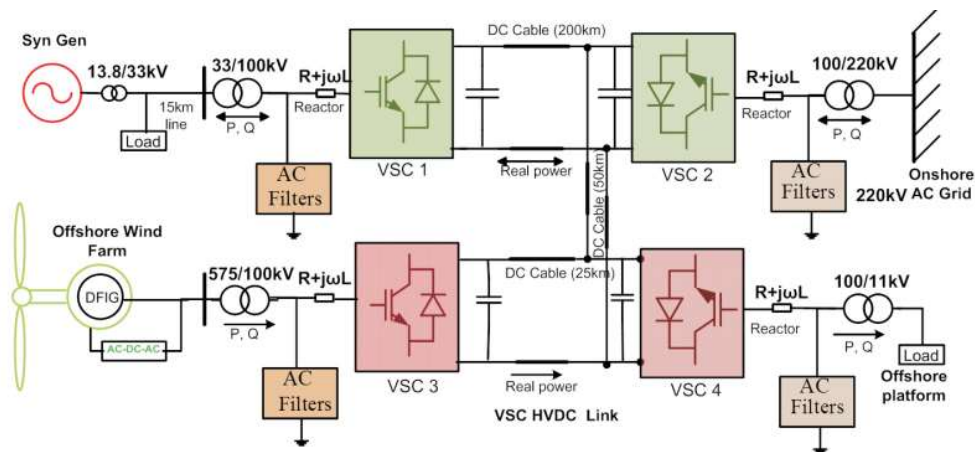 Syn Gen
13.8/33kV
15km
line
Load
33/100kV
P, Q
AC
Filters
R+jωL
Reactor
VSC 1
DC Cable (200km)
Real power
DC Cable (50km)
VSC 2
R+jωL
Reactor
100/220kV
P, Q
AC
Filters
Onshore
220kV AC Grid
Offshore Wind
Farm
DFIG
AC-DC-AC
575/100kV
P, Q
AC
Filters
R+jωL
VSC 3
DC Cable (25km)
Real power
VSC HVDC Link
VSC 4
R+jωL
Reactor
100/11kV
P, Q
AC
Filters
Load
Offshore
platform